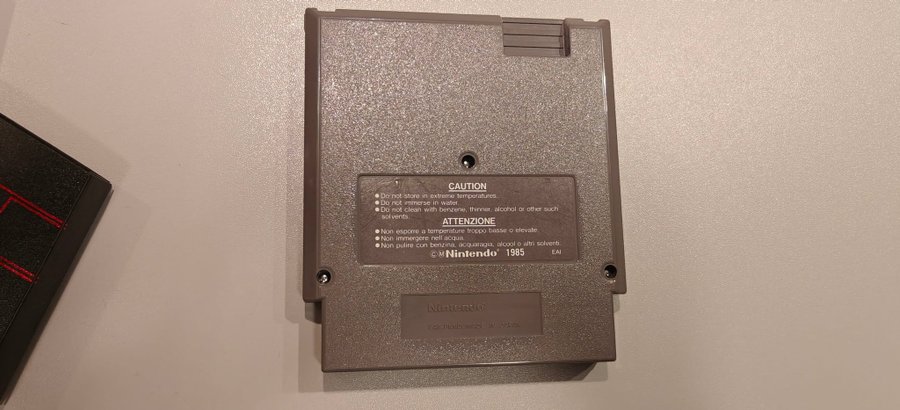 CAUTION
● Do not store in extreme temperatures.
● Do not immerse in water.
● Do not clean with benzene, thinner, alcohol or other such
solvents.
ATTENZIONE
● Non esporre a temperature troppo basse o elevate.
● Non immergere nell'acqua.
● Non pulire con benzina, acquaragia, alcool o altri solventi.
©M Nintendo 1985 EAI
Nintendo